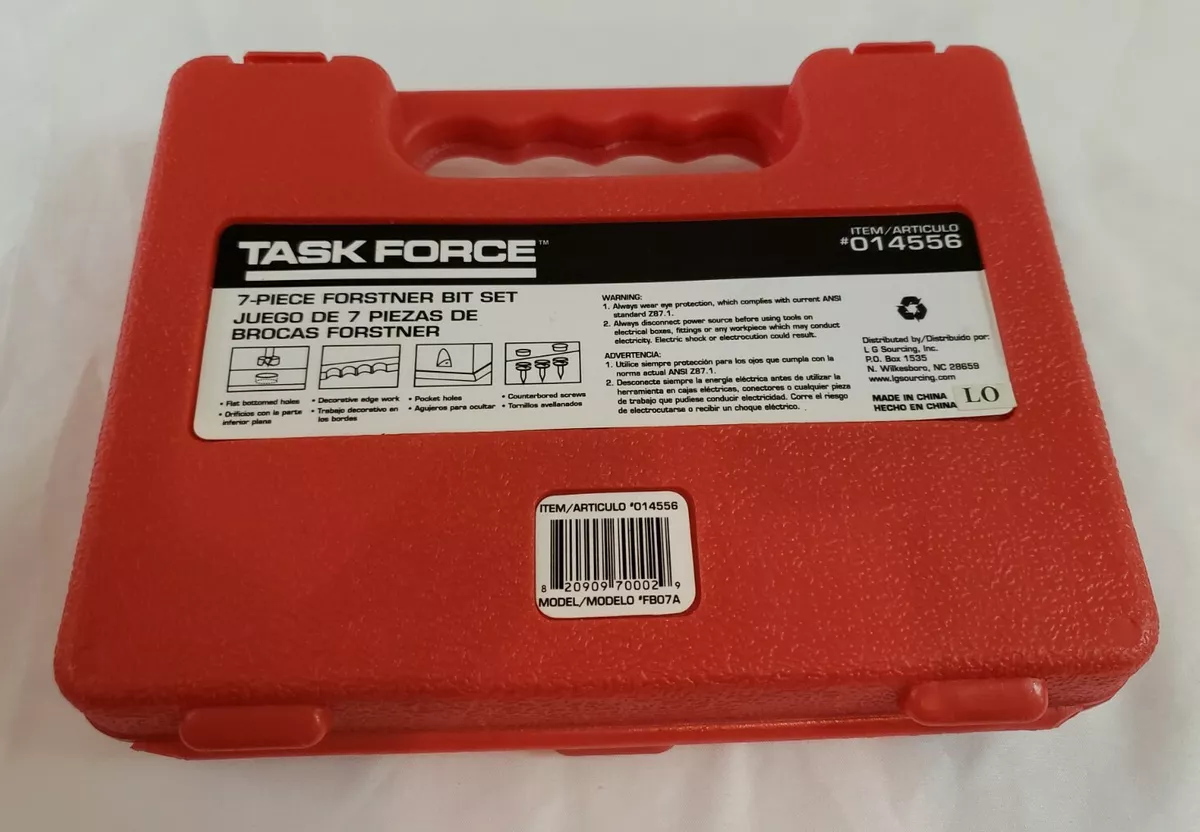 TASK FORCE™
ITEM/ARTICULO
#014556
7-PIECE FORSTNER BIT SET
JUEGO DE 7 PIEZAS DE
BROCAS FORSTNER
• Flat bottomed holes
• Orificios con la parte
inferior plana
• Decorative edge work
• Trabajo decorativo en
los bordes
• Pocket holes
• Agujeros para ocultar
• Counterbored screws
• Tornillos avellanados
WARNING:
1. Always wear eye protection, which complies with current ANSI
standard Z87.1.
2. Always disconnect power source before using tools on
electrical boxes, fittings or any workpiece which may conduct
electricity. Electric shock or electrocution could result.
ADVERTENCIA:
1. Utilice siempre protección para los ojos que cumpla con la
norma actual ANSI Z87.1.
2. Desconecte siempre la energía eléctrica antes de utilizar la
herramienta en cajas eléctricas, conectores o cualquier pieza
de trabajo que pudiese conducir electricidad. Corre el riesgo
de electrocutarse o recibir un choque eléctrico.
Distributed by/Distribuido por:
L G Sourcing, Inc.
P.O. Box 1535
N. Wilkesboro, NC 28659
www.lgsourcing.com
MADE IN CHINA
HECHO EN CHINA
LO
ITEM/ARTICULO #014556
8 20909 70002 9
MODEL/MODELO #FB07A